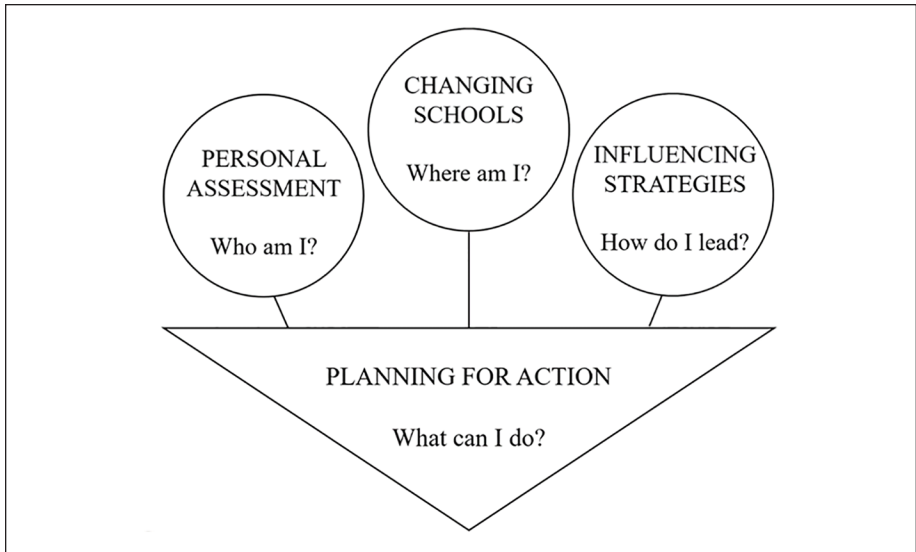 PERSONAL
ASSESSMENT
Who am I?
CHANGING
SCHOOLS
Where am I?
INFLUENCING
STRATEGIES
How do I lead?
PLANNING FOR ACTION
What can I do?